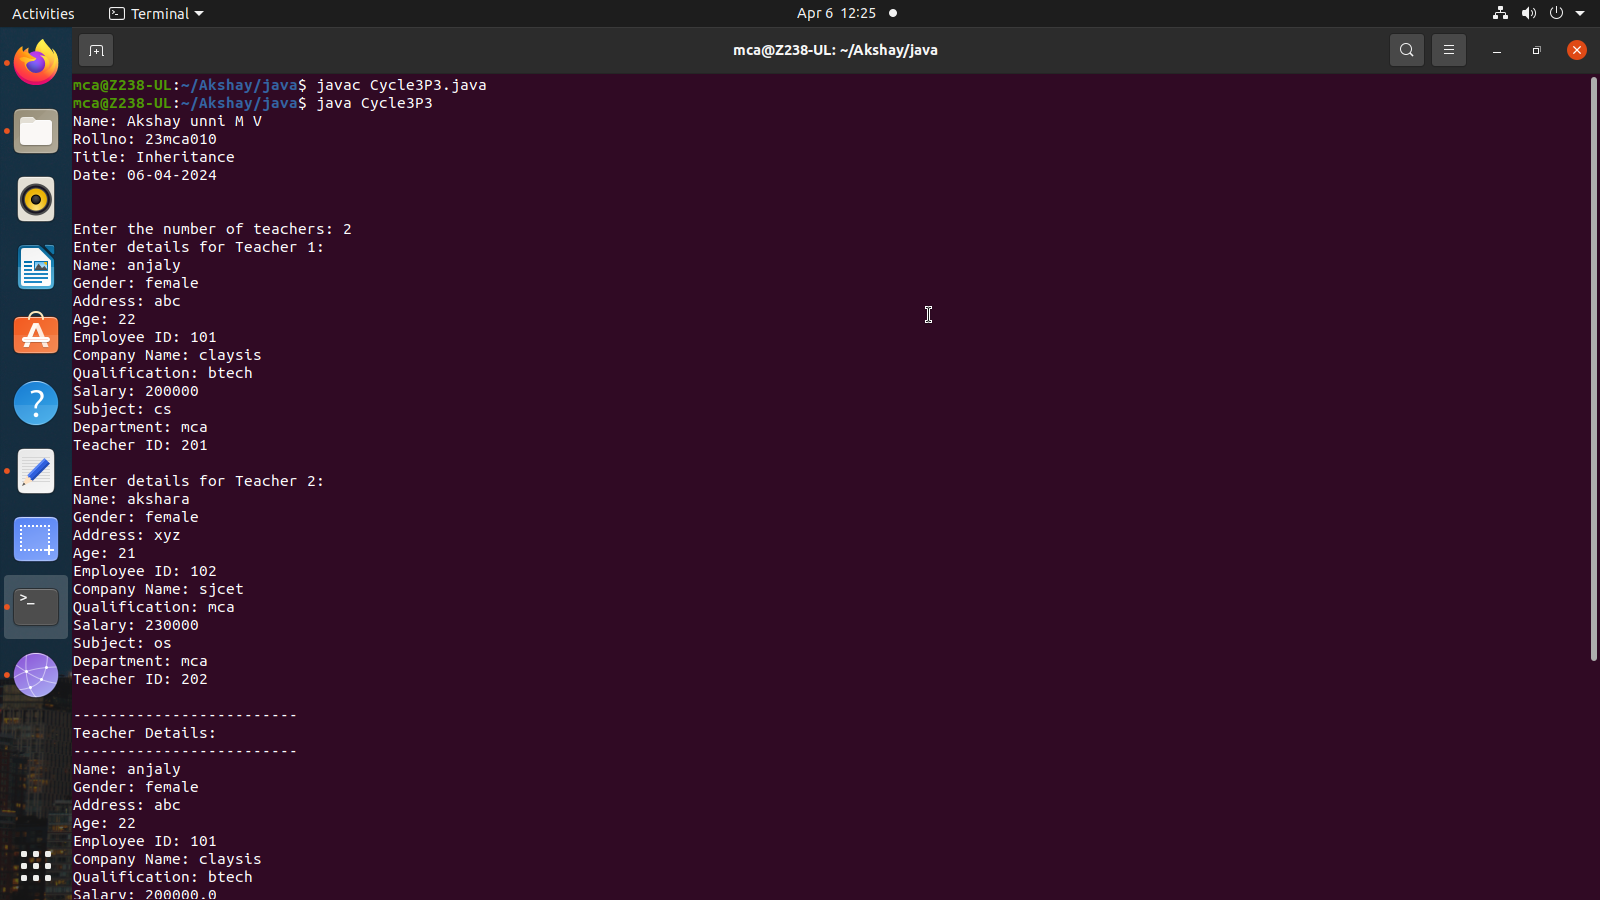 Activities
Terminal
Apr 6 12:25
mca@Z238-UL: ~/Akshay/java
mca@Z238-UL:~/Akshay/java$ javac Cycle3P3.java
mca@Z238-UL:~/Akshay/java$ java Cycle3P3
Name: Akshay unni M V
Rollno: 23mca010
Title: Inheritance
Date: 06-04-2024
Enter the number of teachers: 2
Enter details for Teacher 1:
Name: anjaly
Gender: female
Address: abc
Age: 22
Employee ID: 101
Company Name: claysis
Qualification: btech
Salary: 200000
Subject: cs
Department: mca
Teacher ID: 201
Enter details for Teacher 2:
Name: akshara
Gender: female
Address: xyz
Age: 21
Employee ID: 102
Company Name: sjcet
Qualification: mca
Salary: 230000
Subject: os
Department: mca
Teacher ID: 202
-------------------------
Teacher Details:
-------------------------
Name: anjaly
Gender: female
Address: abc
Age: 22
Employee ID: 101
Company Name: claysis
Qualification: btech
Salary: 200000.0